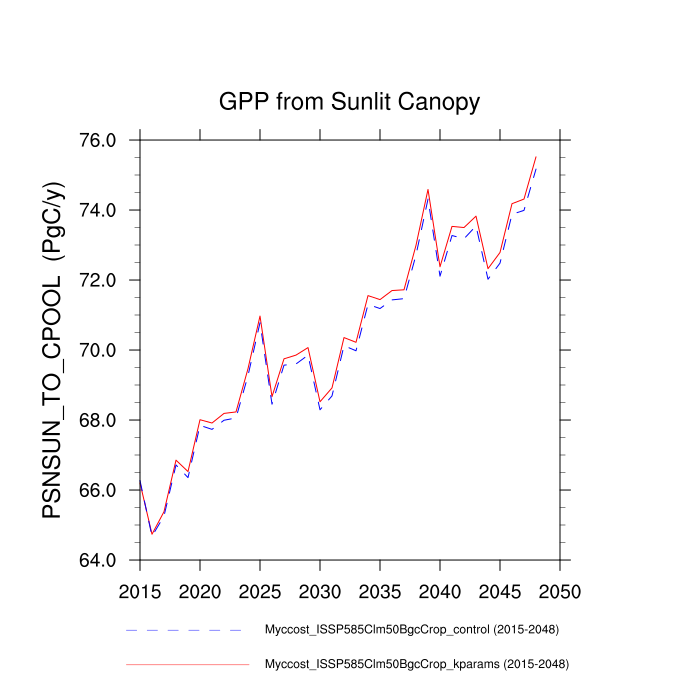 GPP from Sunlit Canopy
PSNSUN_TO_CPOOL (PgC/y)
76.0
74.0
72.0
70.0
68.0
66.0
64.0
2015 2020 2025 2030 2035 2040 2045 2050
Myccost_ISSP585Clm50BgcCrop_control (2015-2048)
Myccost_ISSP585Clm50BgcCrop_kparams (2015-2048)